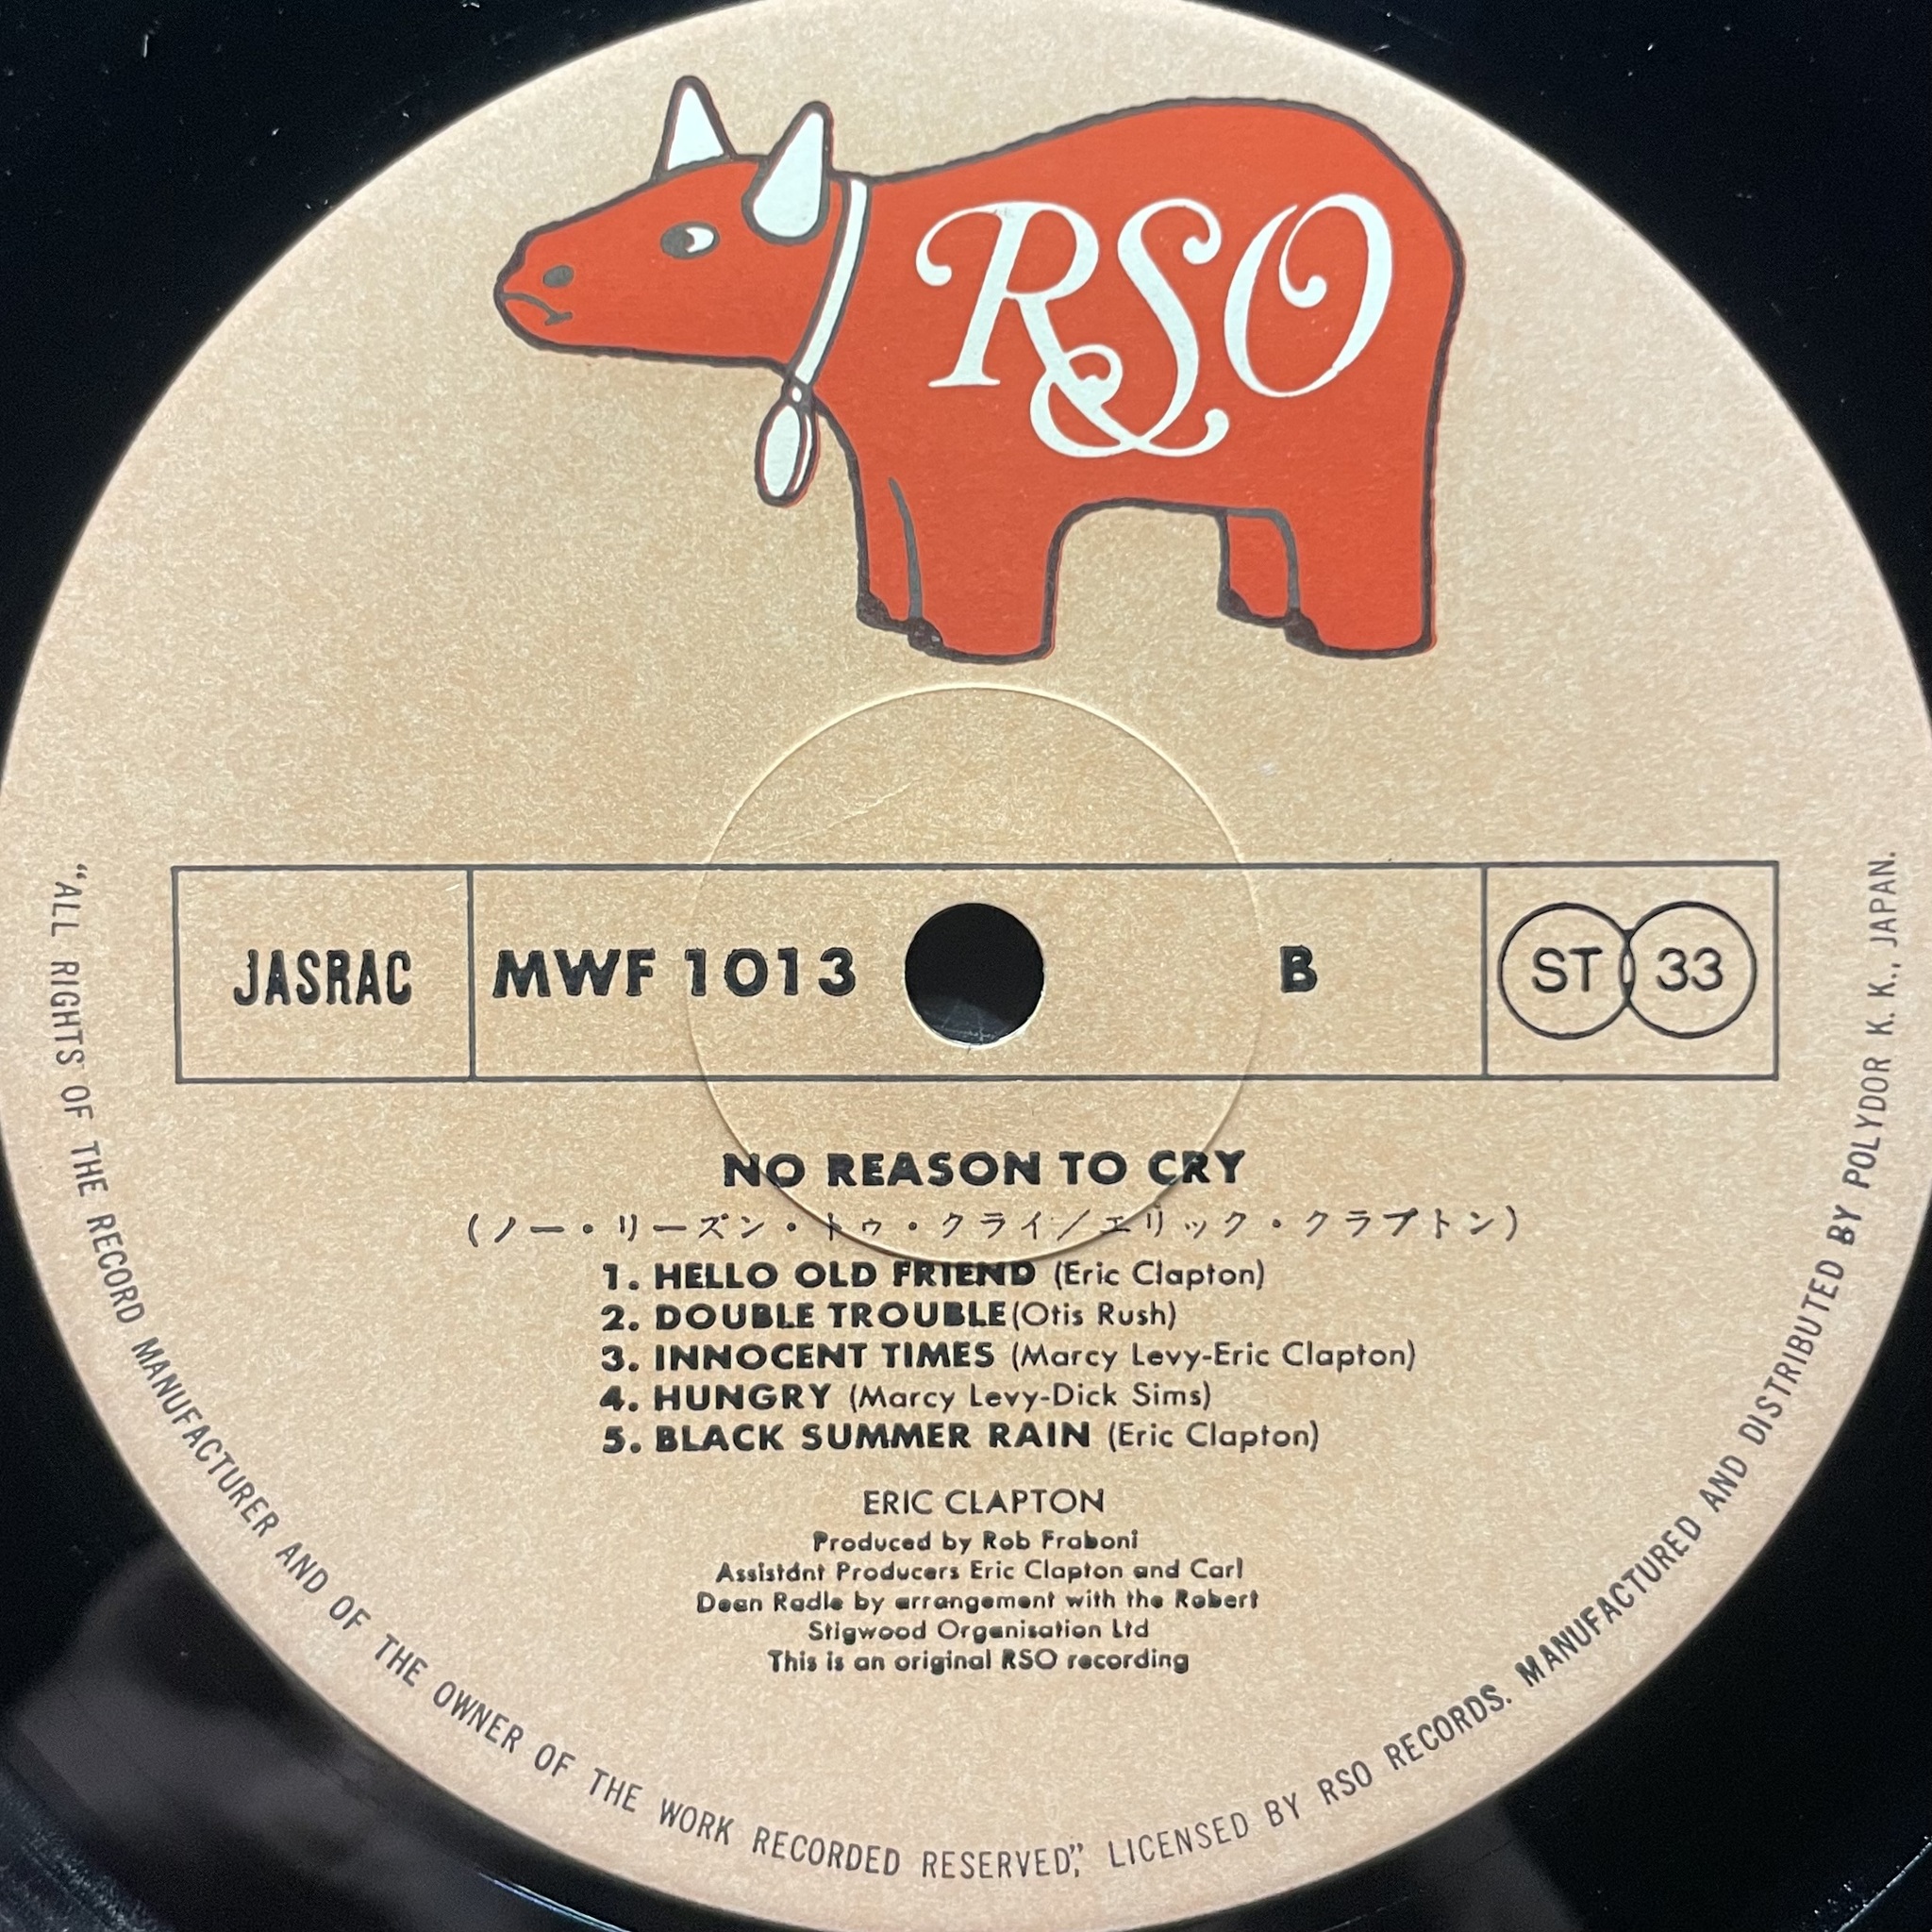 RSO
JASRAC MWF 1013 B ST 33
NO REASON TO CRY
(ノー・リーズン・トゥ・クライ/エリック・クラプトン)
1. HELLO OLD FRIEND (Eric Clapton)
2. DOUBLE TROUBLE(Otis Rush)
3. INNOCENT TIMES (Marcy Levy-Eric Clapton)
4. HUNGRY (Marcy Levy-Dick Sims)
5. BLACK SUMMER RAIN (Eric Clapton)
ERIC CLAPTON
Produced by Rob Fraboni
Assistdnt Producers Eric Clapton and Carl
Dean Radle by arrangement with the Robert
Stigwood Organisation Ltd
This is an original RSO recording
"ALL RIGHTS OF THE RECORD MANUFACTURER AND OF THE OWNER OF THE WORK RECORDED RESERVED," LICENSED BY RSO RECORDS. MANUFACTURED AND DISTRIBUTED BY POLYDOR K. K., JAPAN.